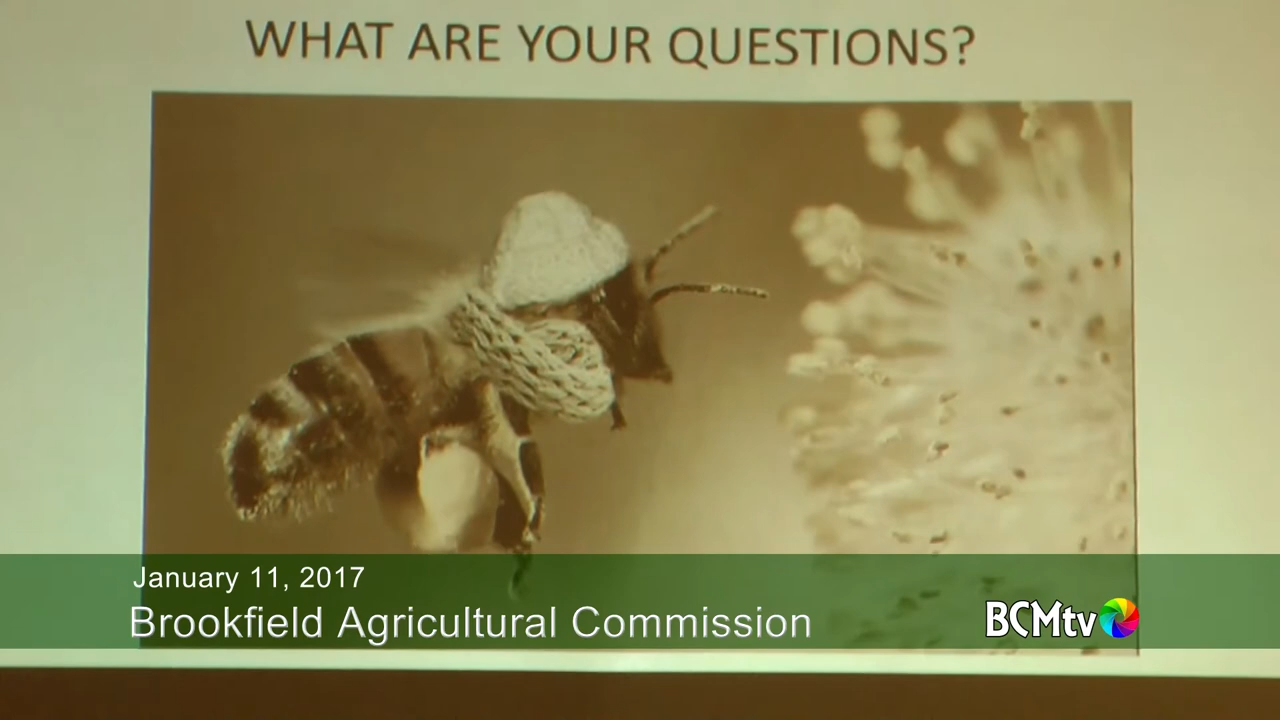 WHAT ARE YOUR QUESTIONS?
January 11, 2017
Brookfield Agricultural Commission
BCMtv